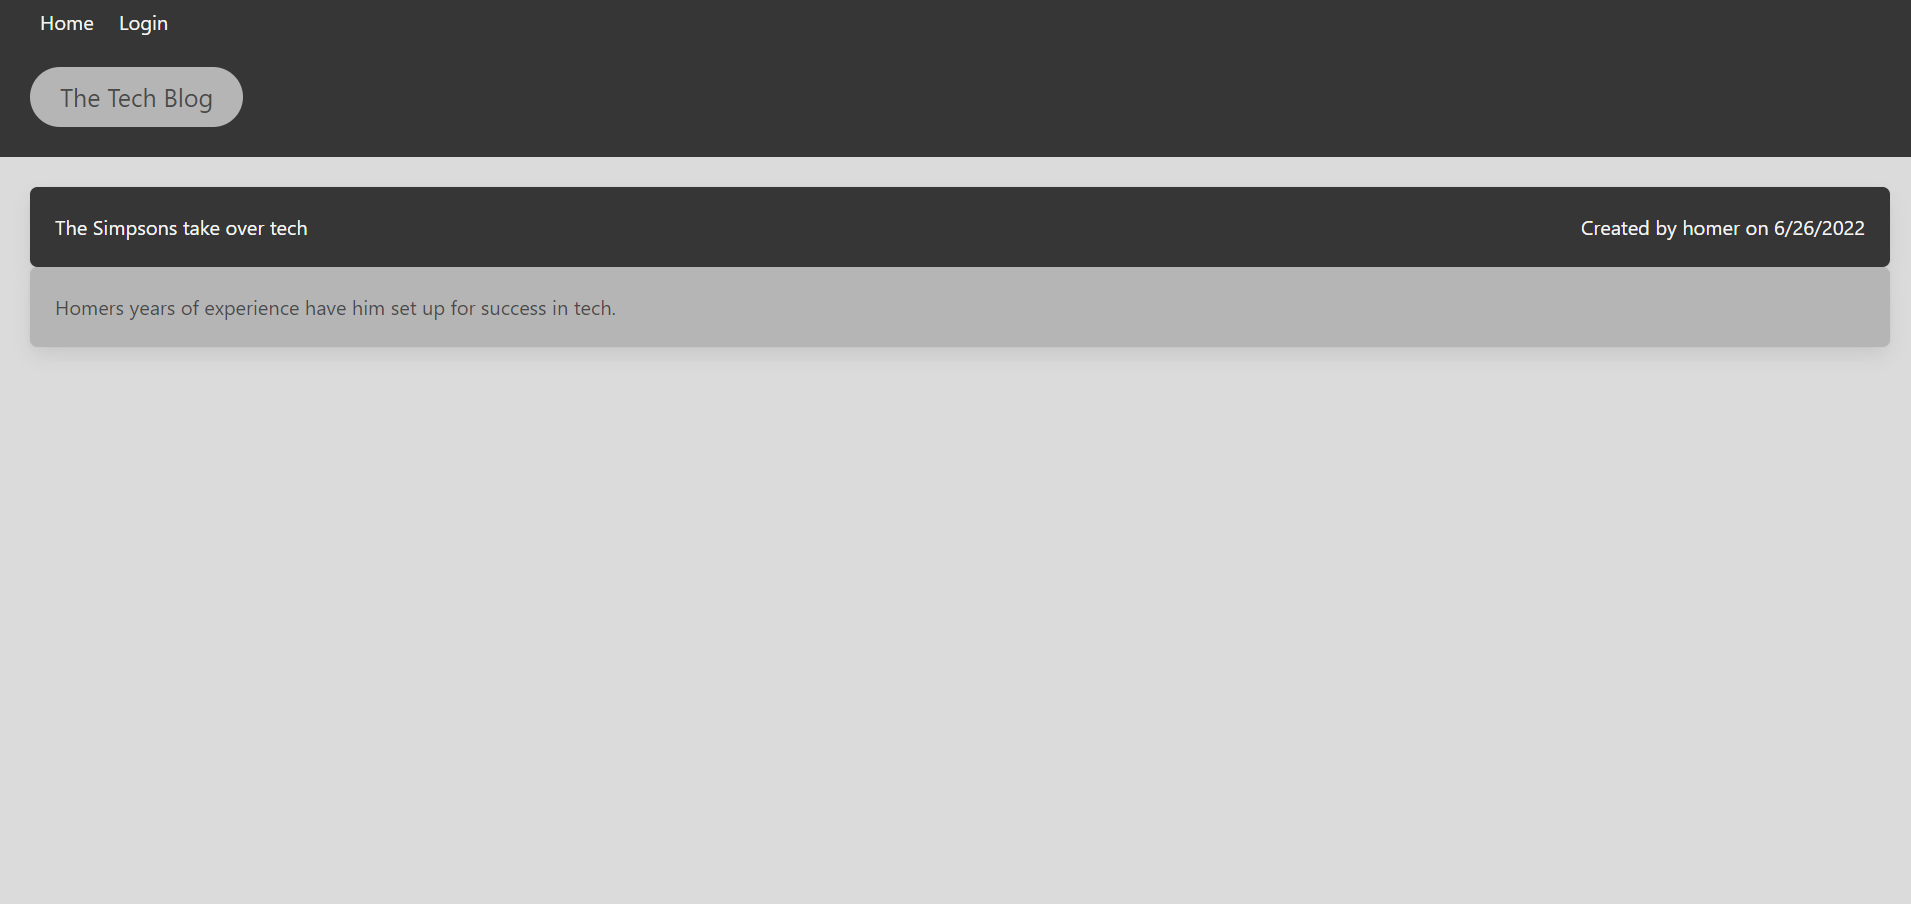 Home Login
The Tech Blog
The Simpsons take over tech Created by homer on 6/26/2022
Homers years of experience have him set up for success in tech.